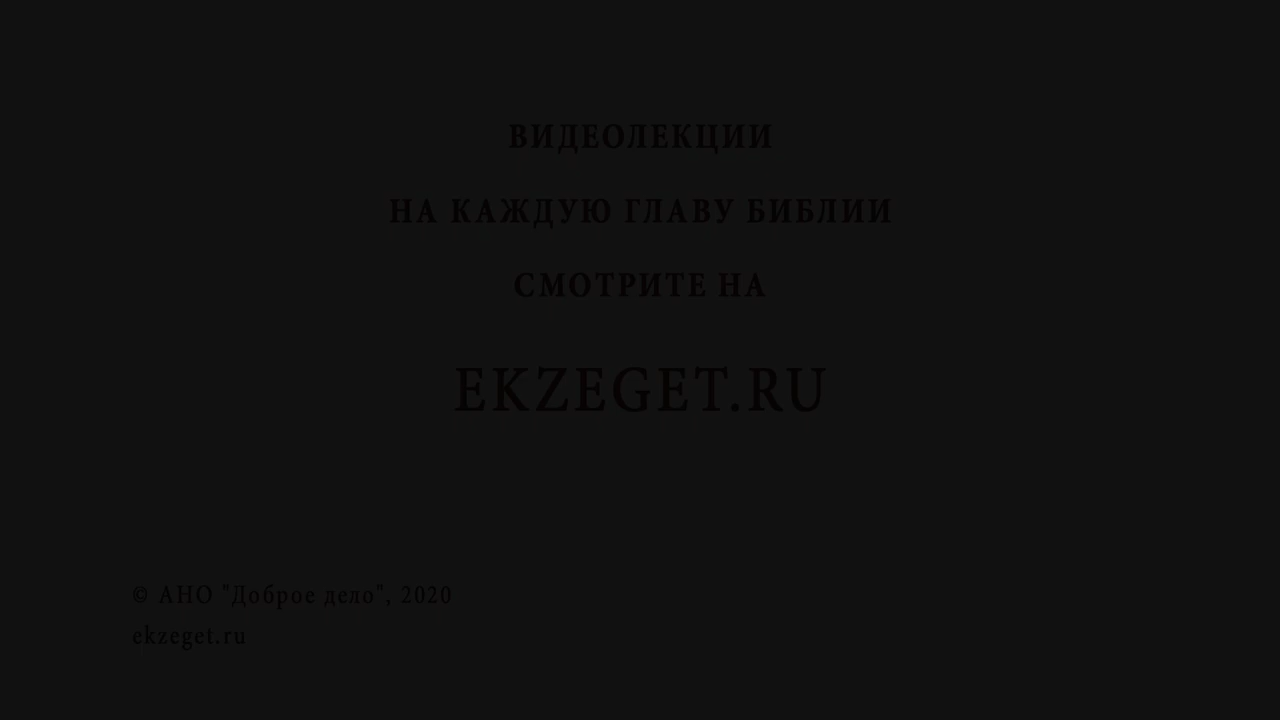 ВИДЕОЛЕКЦИИ
НА КАЖДУЮ ГЛАВУ БИБЛИИ
СМОТРИТЕ НА
EKZEGET.RU
© АНО "Доброе дело", 2020
ekzeget.ru